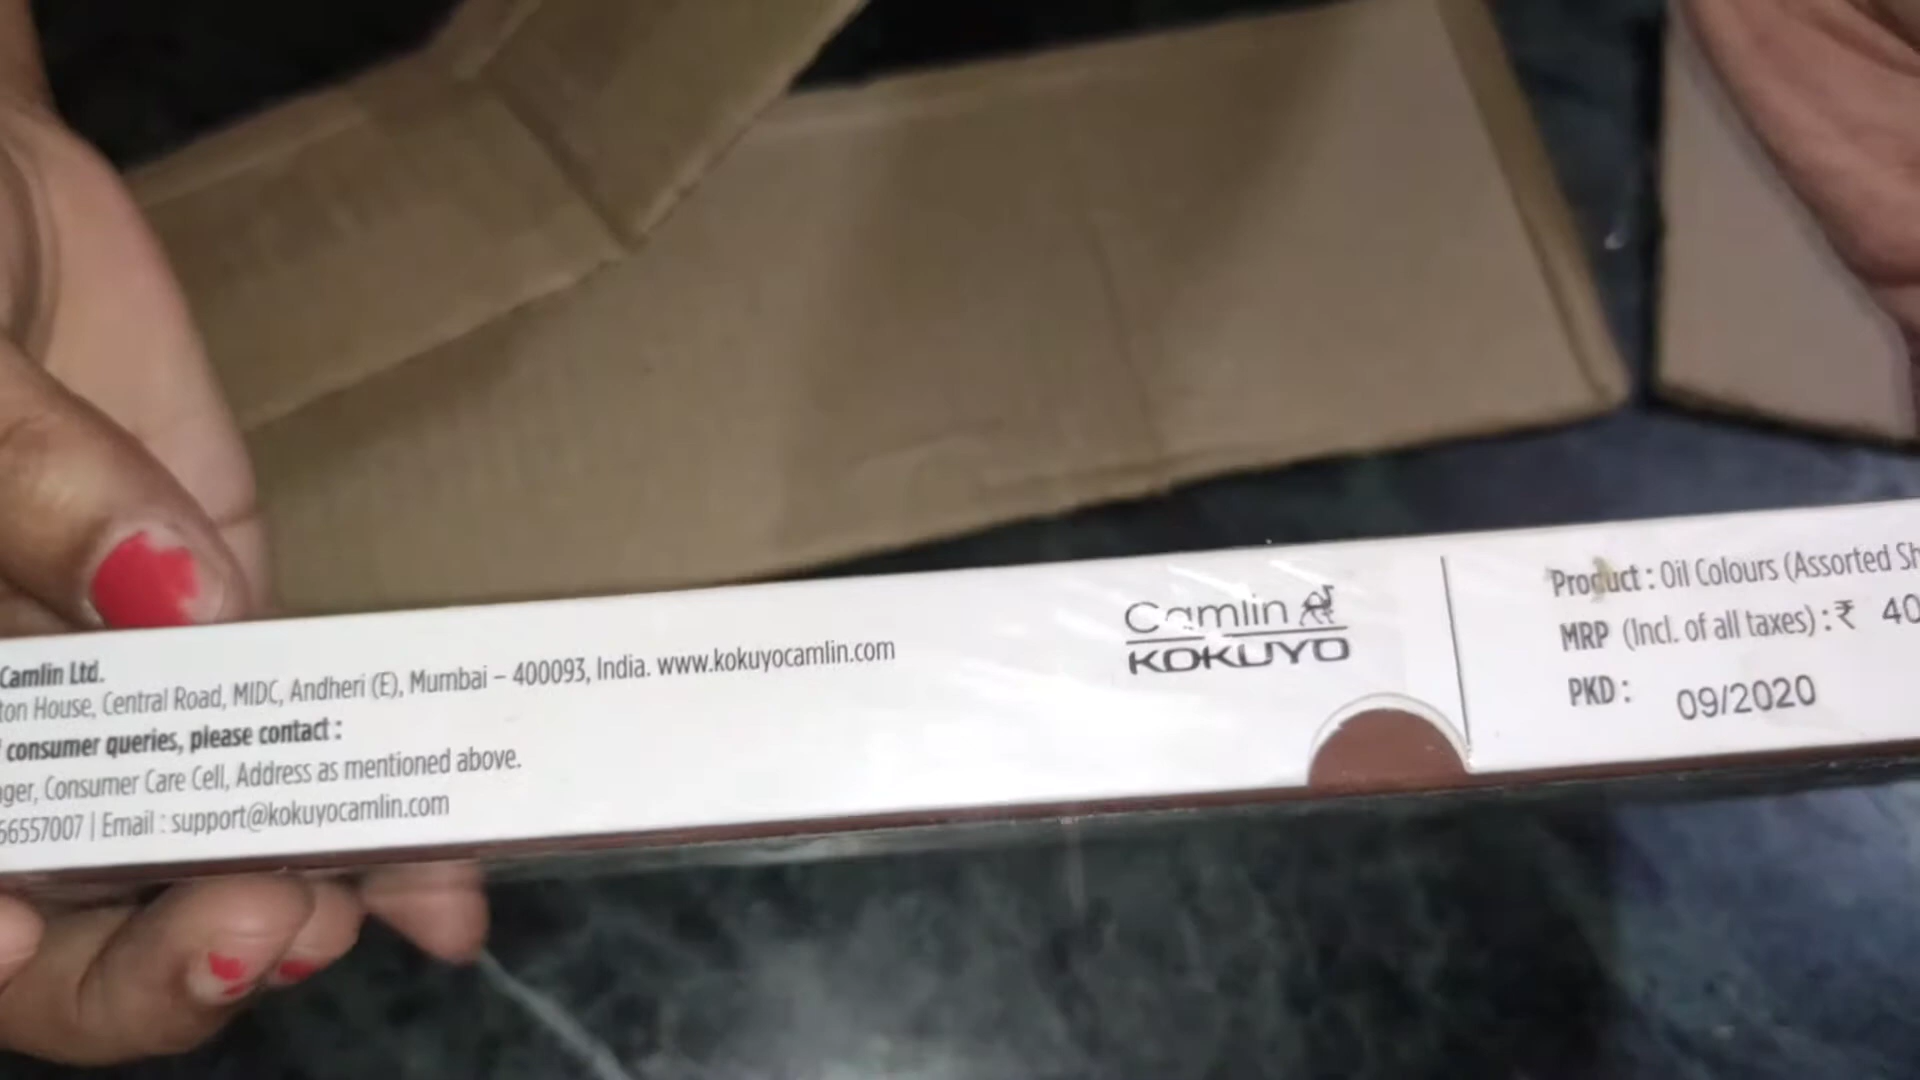 Camlin Ltd.
ton House, Central Road, MIDC, Andheri (E), Mumbai – 400093, India. www.kokuyocamlin.com
consumer queries, please contact :
ger, Consumer Care Cell, Address as mentioned above.
56557007 | Email : support@kokuyocamlin.com
Camlin
KOKUYO
Product : Oil Colours (Assorted Sh
MRP (Incl. of all taxes) : ₹ 40
PKD : 09/2020